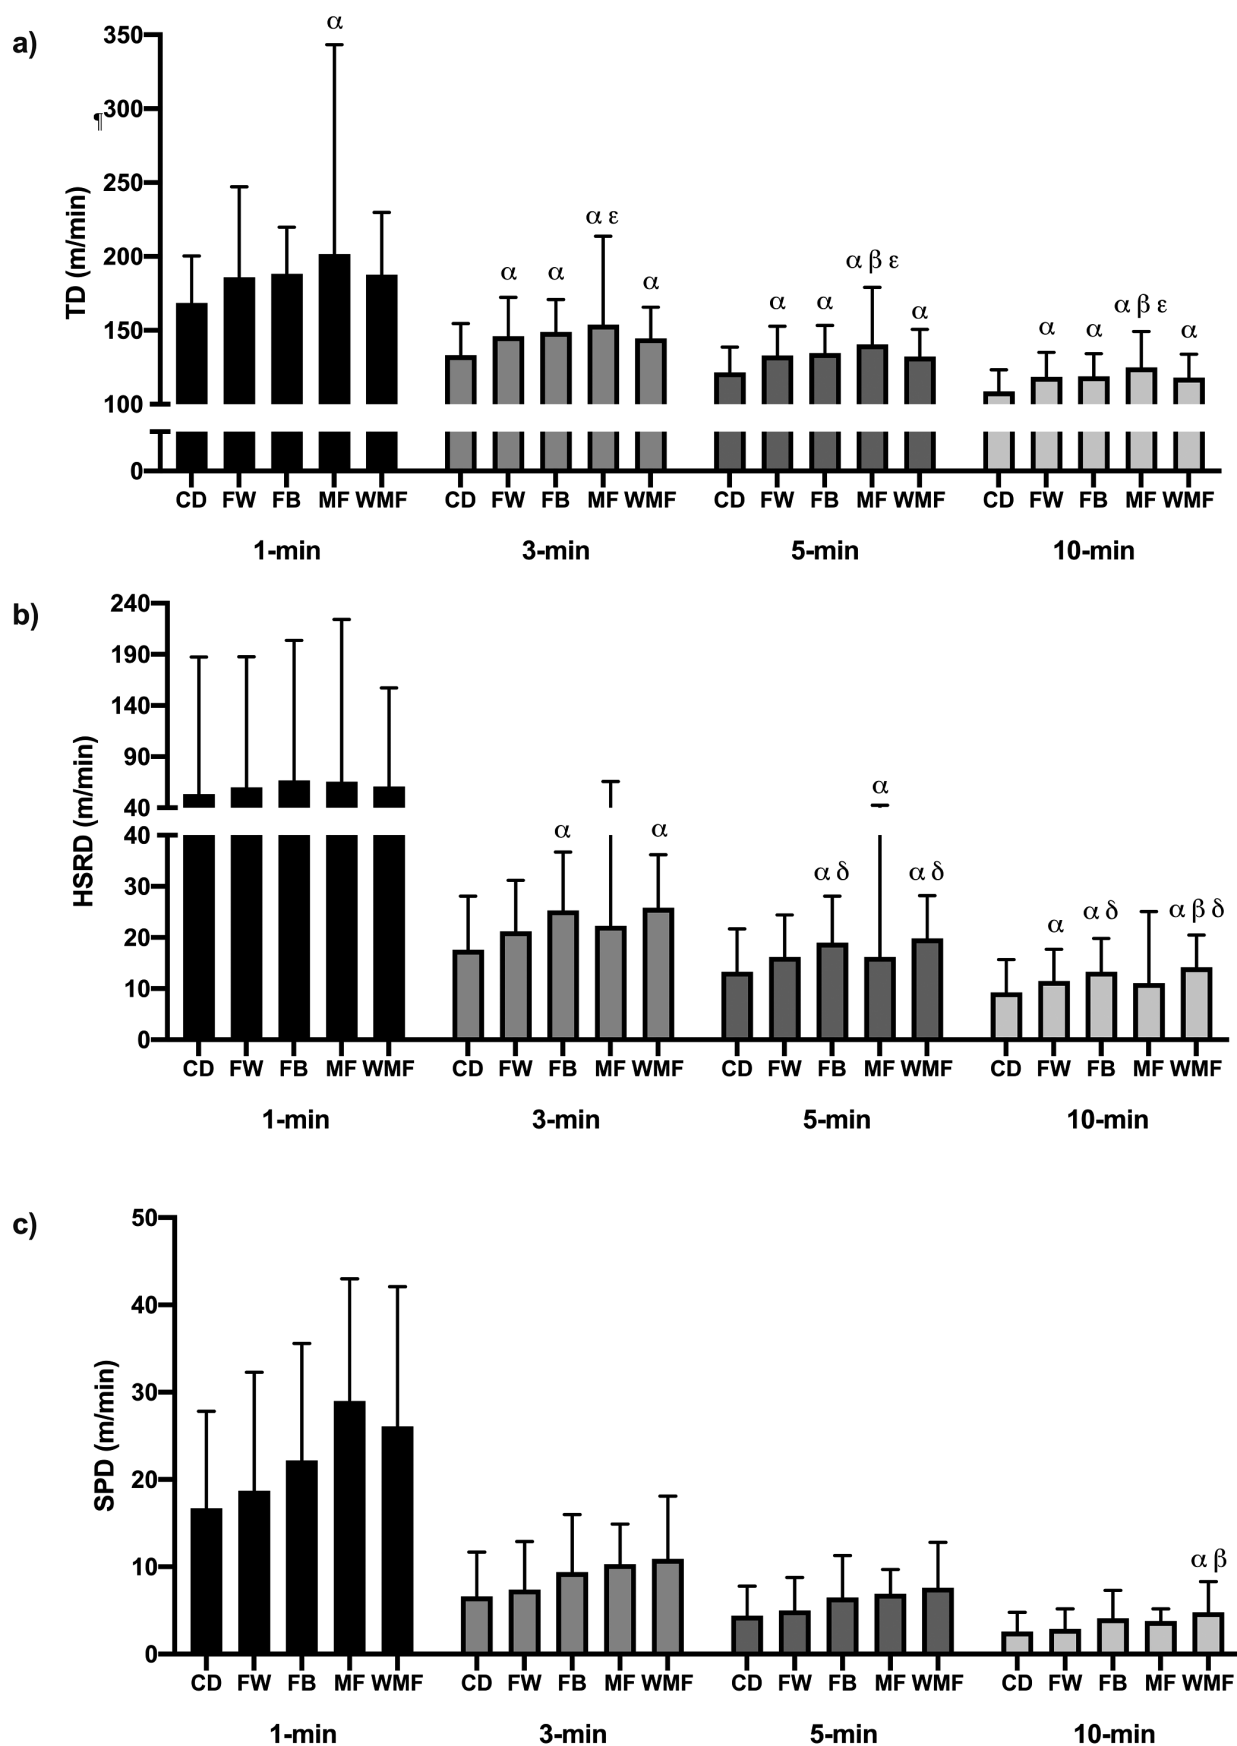 a)
TD (m/min)
¶
350
300
250
200
150
100
0
α
α α α ε α
α α α β ε α
α α α β ε α
CD FW FB MF WMF CD FW FB MF WMF CD FW FB MF WMF CD FW FB MF WMF
1-min 3-min 5-min 10-min
b)
HSRD (m/min)
240
190
140
90
40
40
30
20
10
0
α α
α δ α α δ
α α δ α β δ
CD FW FB MF WMF CD FW FB MF WMF CD FW FB MF WMF CD FW FB MF WMF
1-min 3-min 5-min 10-min
c)
SPD (m/min)
50
40
30
20
10
0
α β
CD FW FB MF WMF CD FW FB MF WMF CD FW FB MF WMF CD FW FB MF WMF
1-min 3-min 5-min 10-min